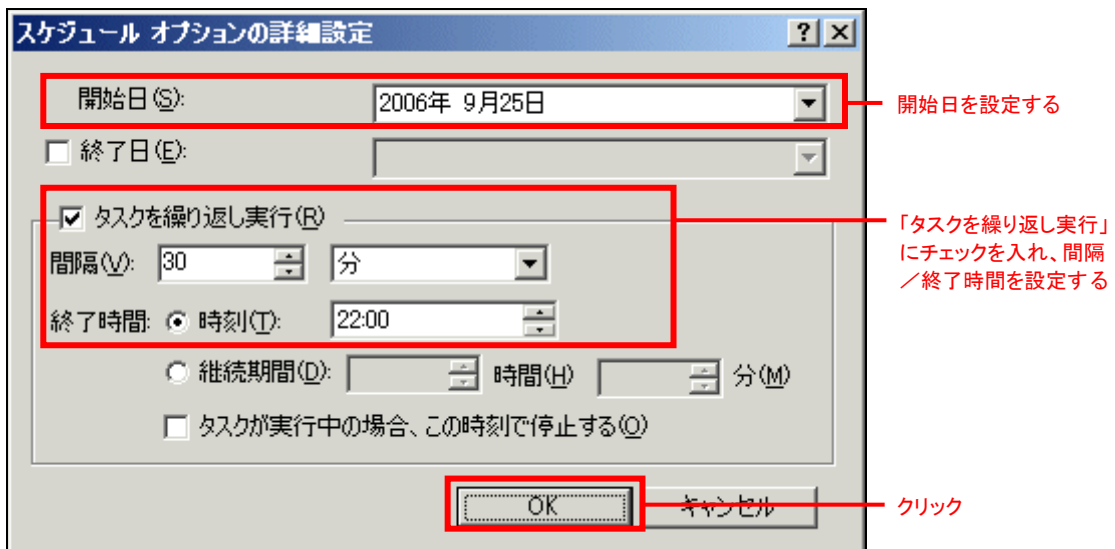 スケジュール オプションの詳細設定
開始日(S): 2006年 9月25日
開始日を設定する
終了日(E):
タスクを繰り返し実行(R)
間隔(V): 30 分
「タスクを繰り返し実行」
にチェックを入れ、間隔
／終了時間を設定する
終了時間: 時刻(T): 22:00
継続期間(D): 時間(H) 分(M)
タスクが実行中の場合、この時刻で停止する(O)
OK キャンセル
クリック